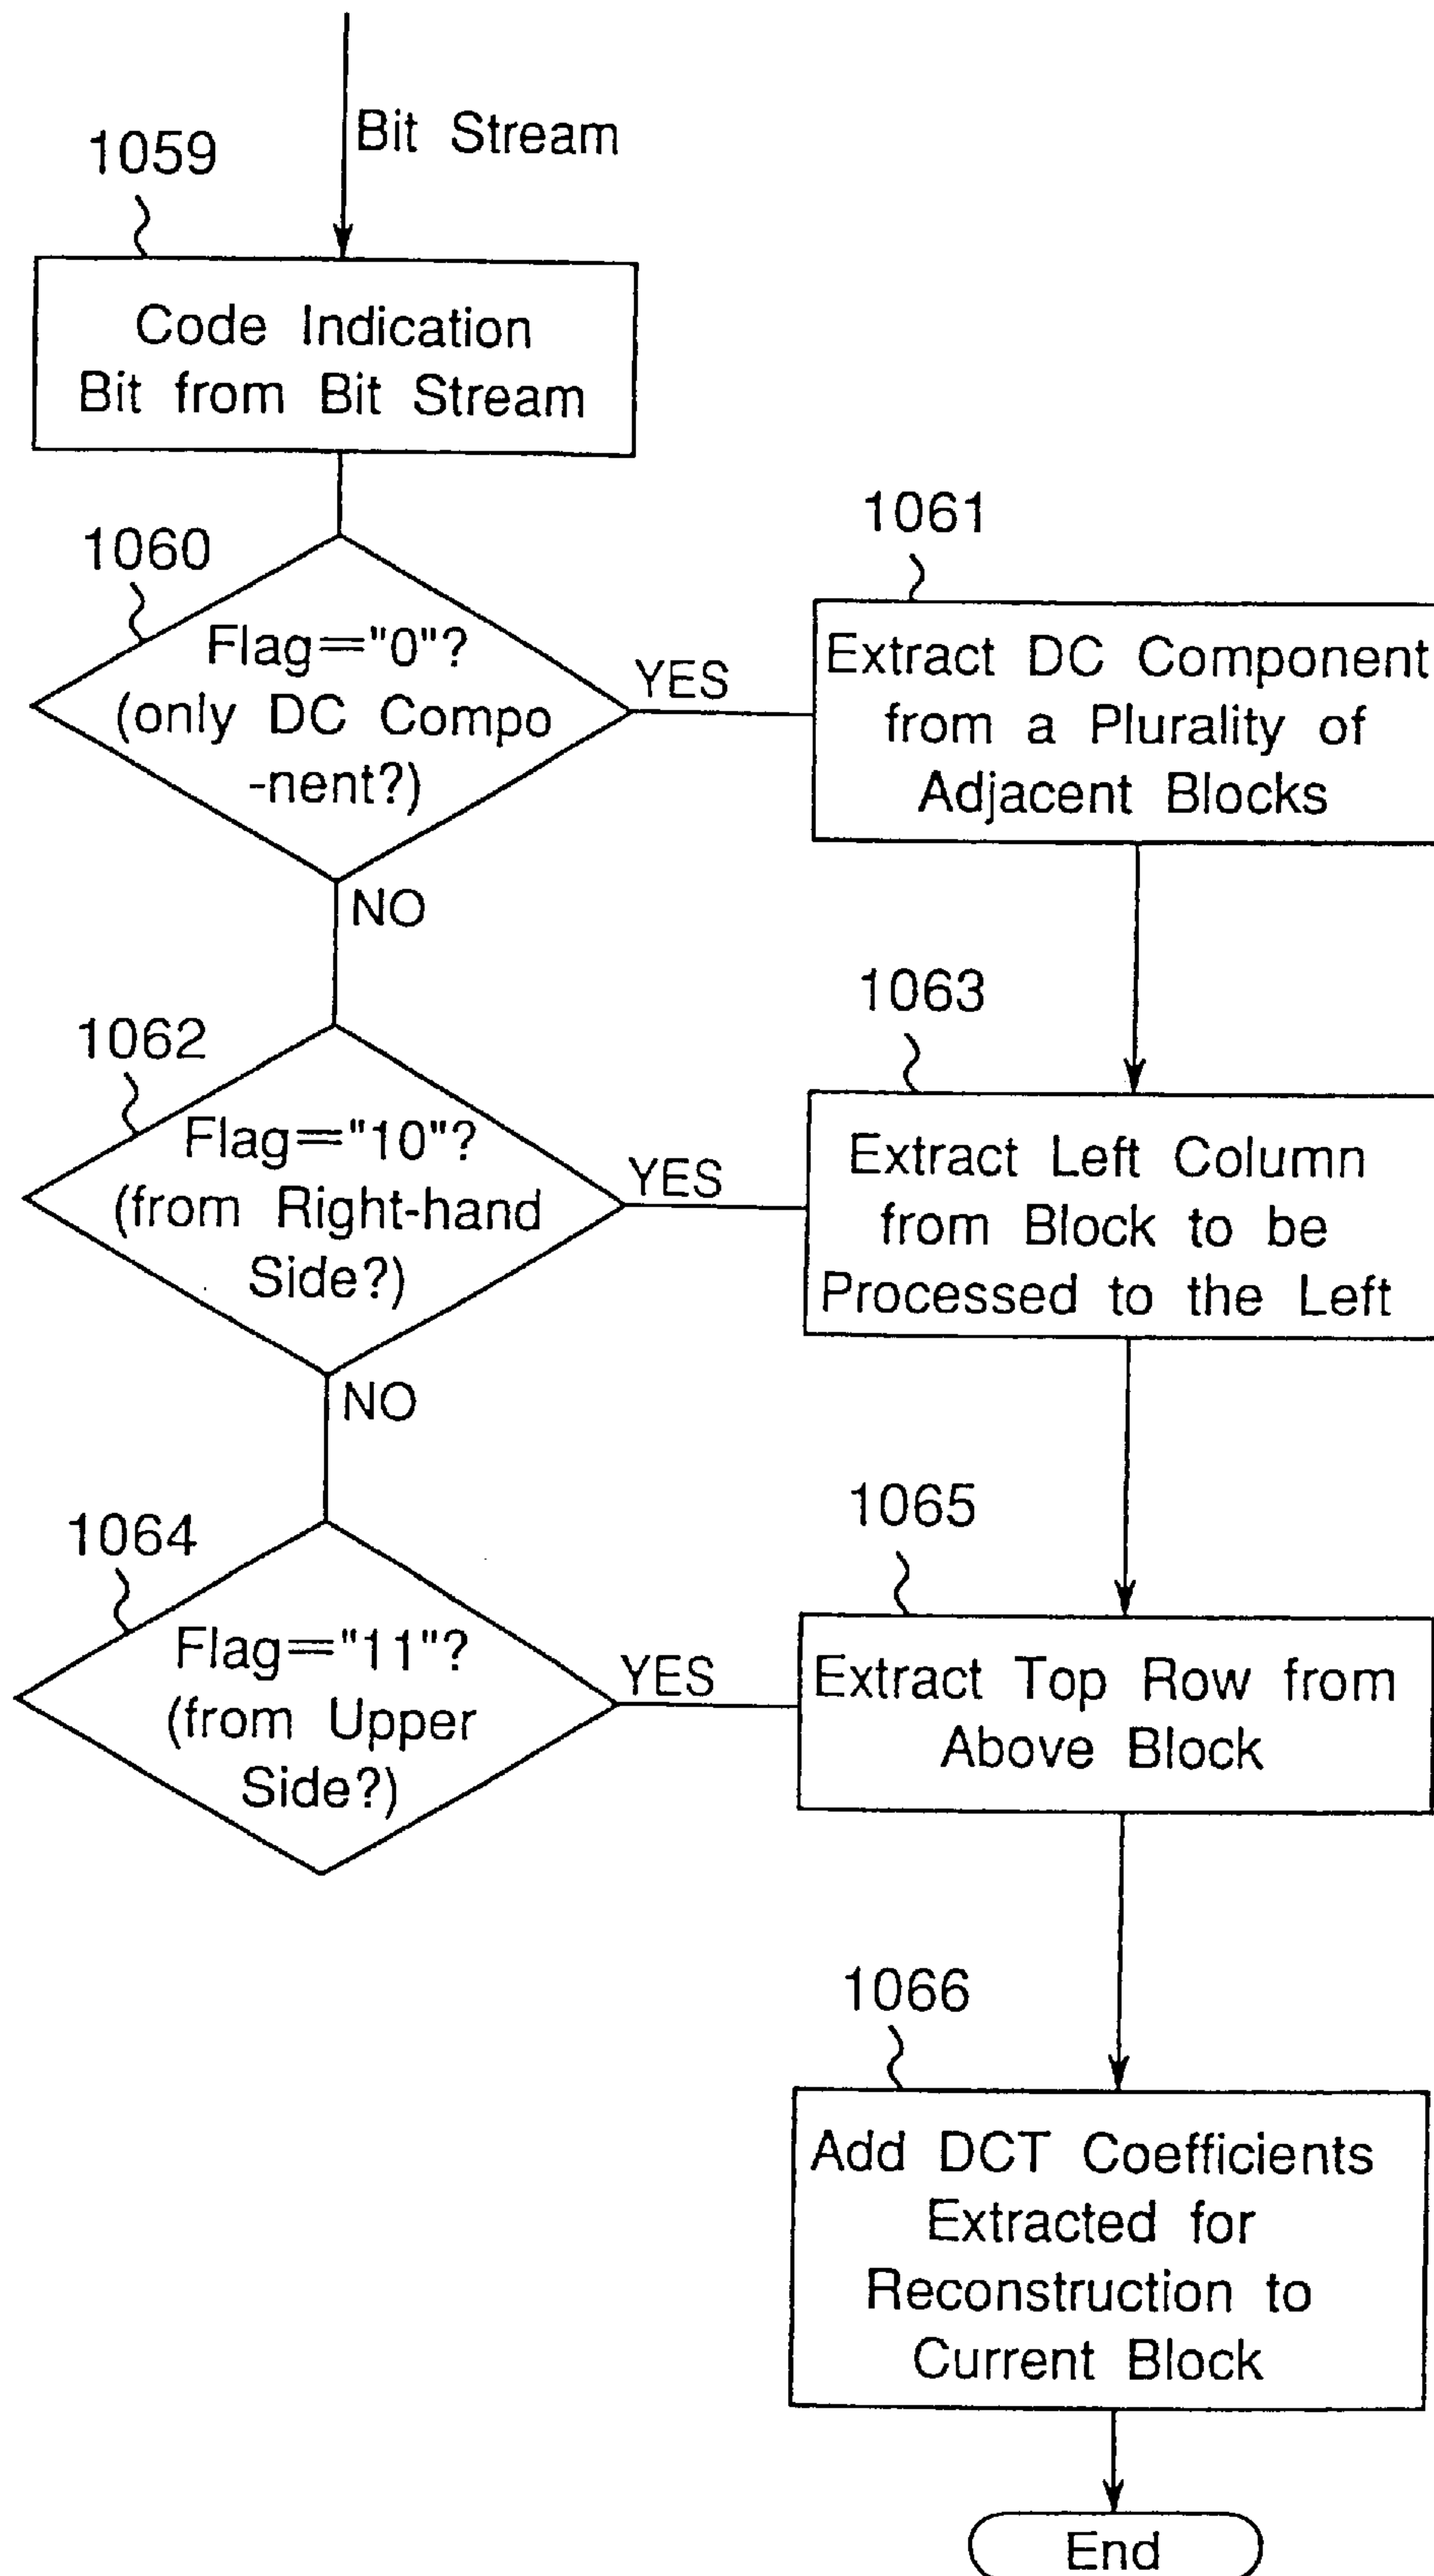 Bit Stream
1059
Code Indication
Bit from Bit Stream
1060
Flag="0"?
(only DC Compo
-nent?)
YES
NO
1061
Extract DC Component
from a Plurality of
Adjacent Blocks
1062
Flag="10"?
(from Right-hand
Side?)
YES
NO
1063
Extract Left Column
from Block to be
Processed to the Left
1064
Flag="11"?
(from Upper
Side?)
YES
1065
Extract Top Row from
Above Block
1066
Add DCT Coefficients
Extracted for
Reconstruction to
Current Block
End